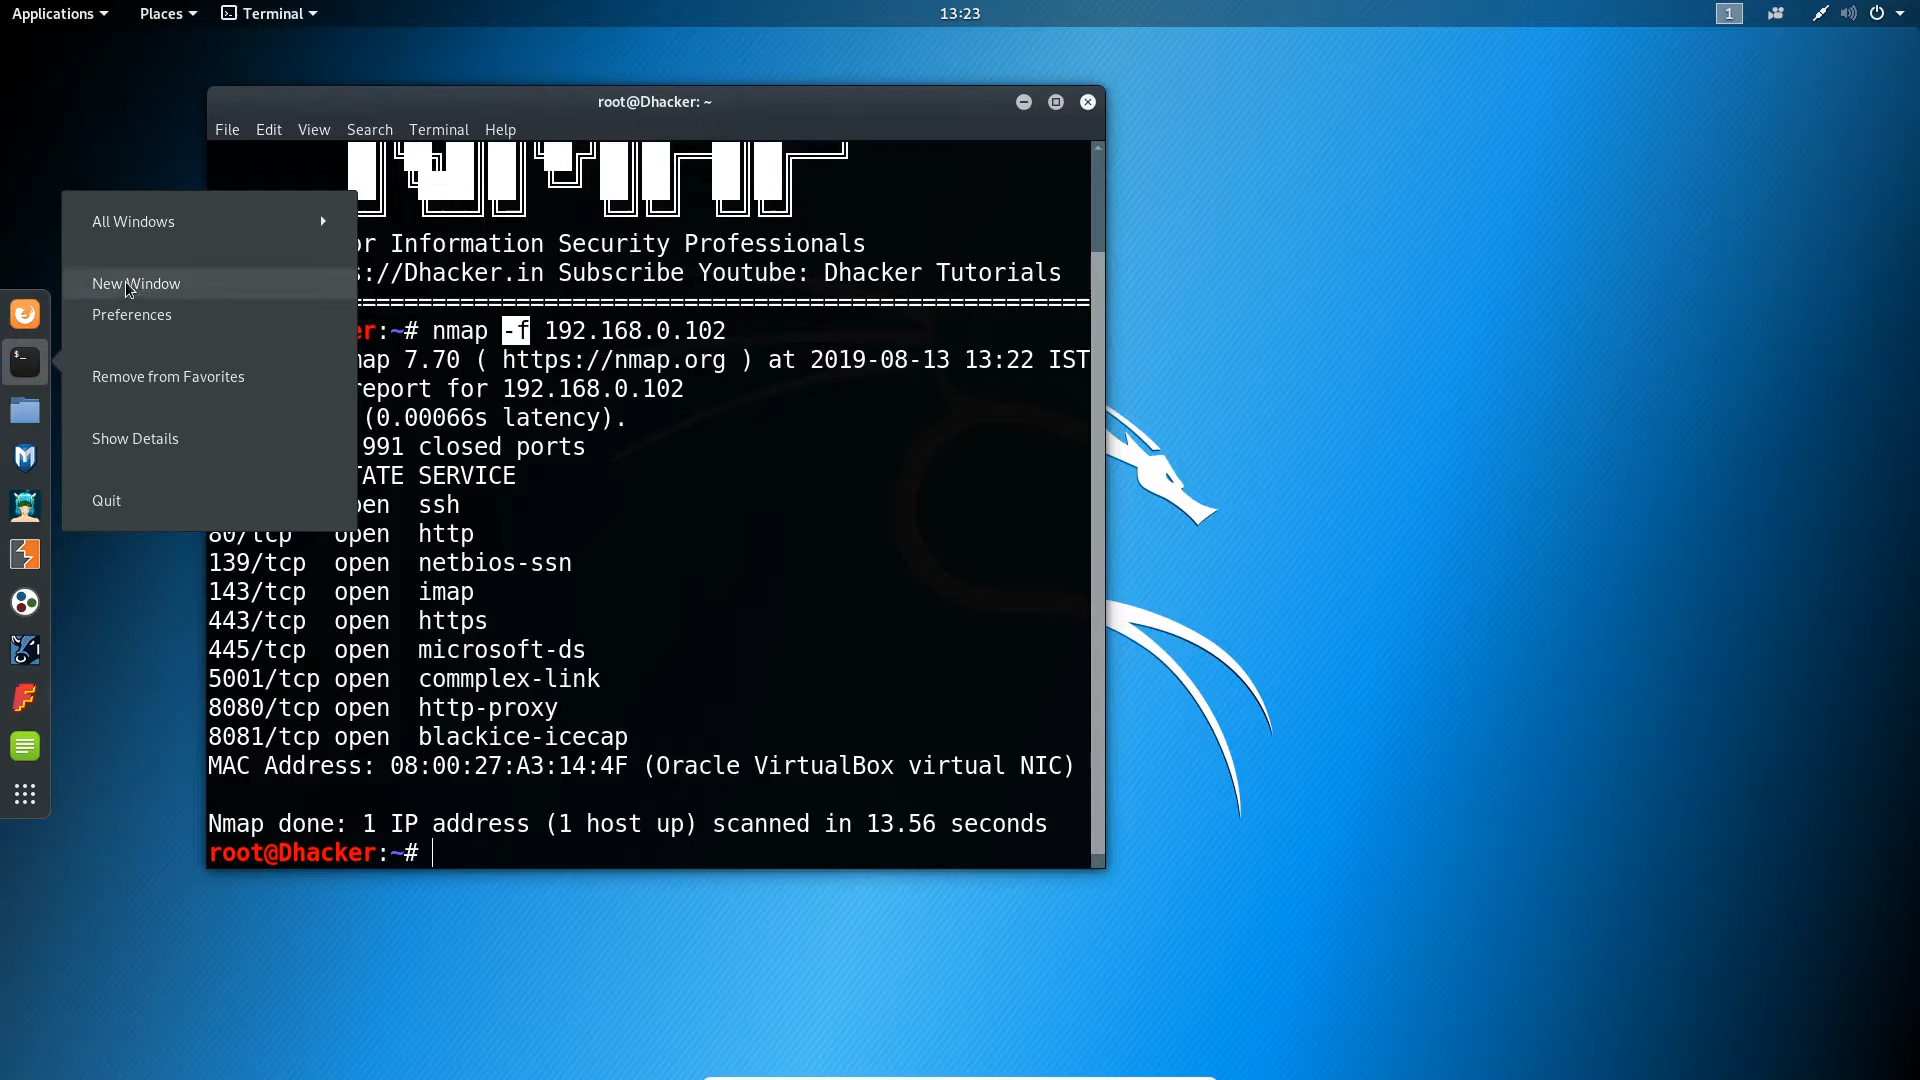 Applications Places Terminal 13:23 1
root@Dhacker: ~
File Edit View Search Terminal Help
All Windows
New Window
Preferences
Remove from Favorites
Show Details
Quit
or Information Security Professionals
s://Dhacker.in Subscribe Youtube: Dhacker Tutorials
er:~# nmap -f 192.168.0.102
map 7.70 ( https://nmap.org ) at 2019-08-13 13:22 IST
report for 192.168.0.102
(0.00066s latency).
991 closed ports
TATE SERVICE
open ssh
80/tcp open http
139/tcp open netbios-ssn
143/tcp open imap
443/tcp open https
445/tcp open microsoft-ds
5001/tcp open commplex-link
8080/tcp open http-proxy
8081/tcp open blackice-icecap
MAC Address: 08:00:27:A3:14:4F (Oracle VirtualBox virtual NIC)
Nmap done: 1 IP address (1 host up) scanned in 13.56 seconds
root@Dhacker:~#